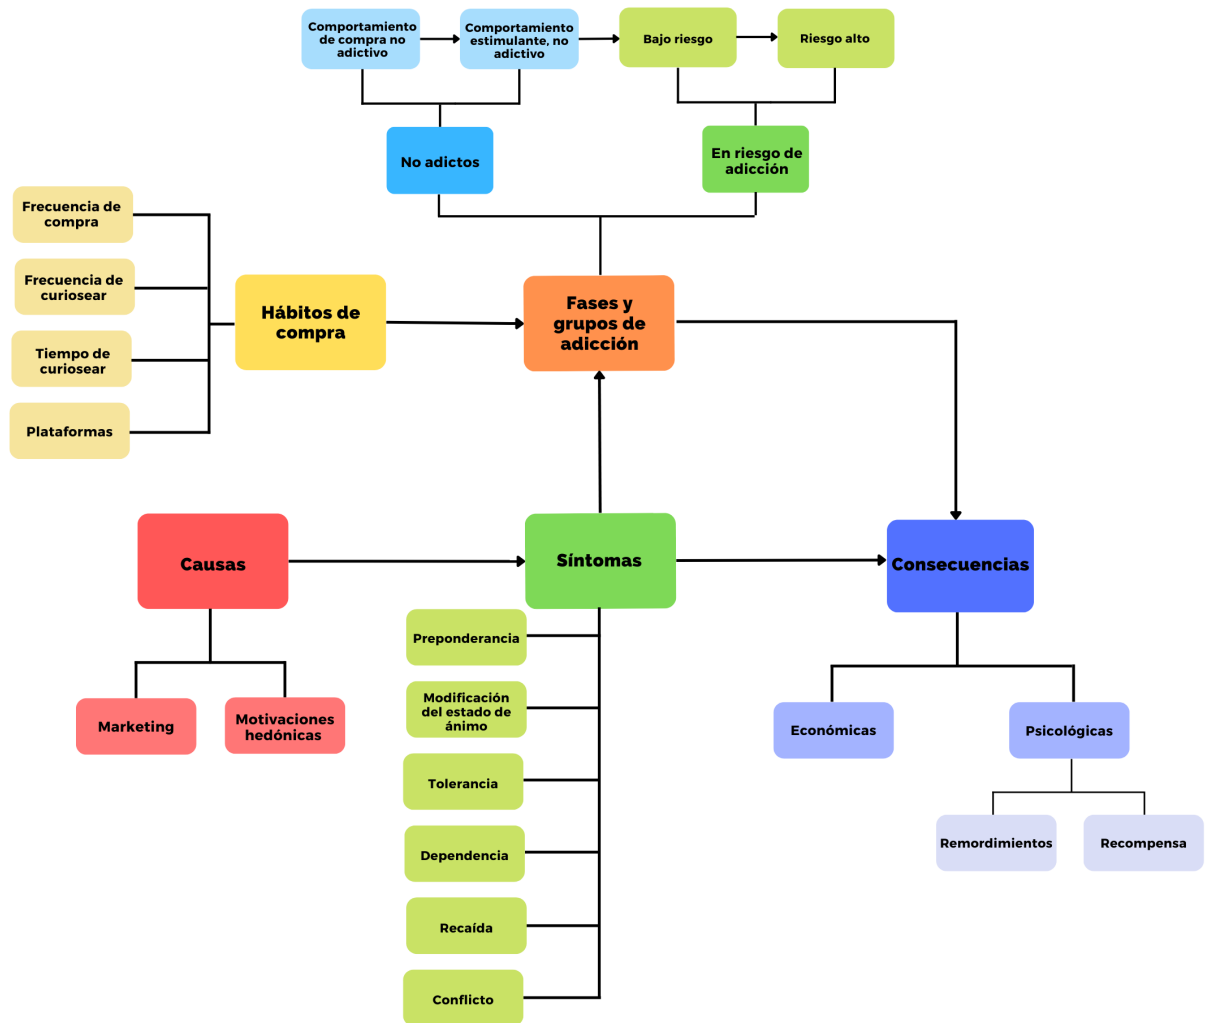 Comportamiento
de compra no
adictivo
Comportamiento
estimulante, no
adictivo
Bajo riesgo
Riesgo alto
No adictos
En riesgo de
adicción
Frecuencia de
compra
Frecuencia de
curiosear
Tiempo de
curiosear
Plataformas
Hábitos de
compra
Fases y
grupos de
adicción
Causas
Síntomas
Consecuencias
Marketing
Motivaciones
hedónicas
Preponderancia
Modificación
del estado de
ánimo
Tolerancia
Dependencia
Recaída
Conflicto
Económicas
Psicológicas
Remordimientos
Recompensa